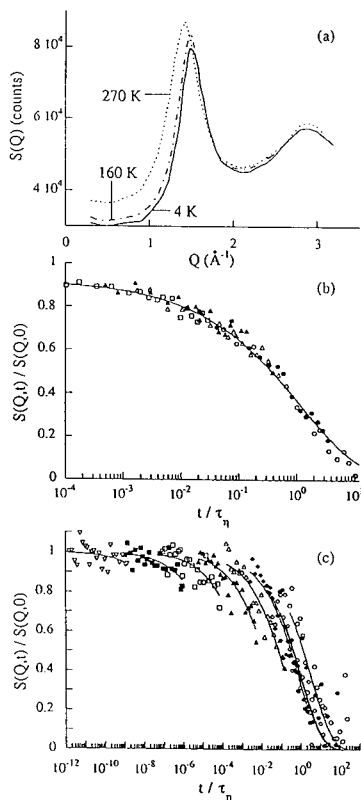 8 10⁴
(a)
S(Q) (counts)
270 K
6 10⁴
160 K
4 10⁴
4 K
0 1 2 3
Q (Å⁻¹)
1
(b)
0.8
S(Q,t) / S(Q,0)
0.6
0.4
0.2
0
10⁻⁴ 10⁻³ 10⁻² 10⁻¹ 10⁰ 10¹
t / τη
(c)
1
0.8
S(Q,t) / S(Q,0)
0.6
0.4
0.2
0
10⁻¹² 10⁻¹⁰ 10⁻⁸ 10⁻⁶ 10⁻⁴ 10⁻² 10⁰ 10²
t / τη